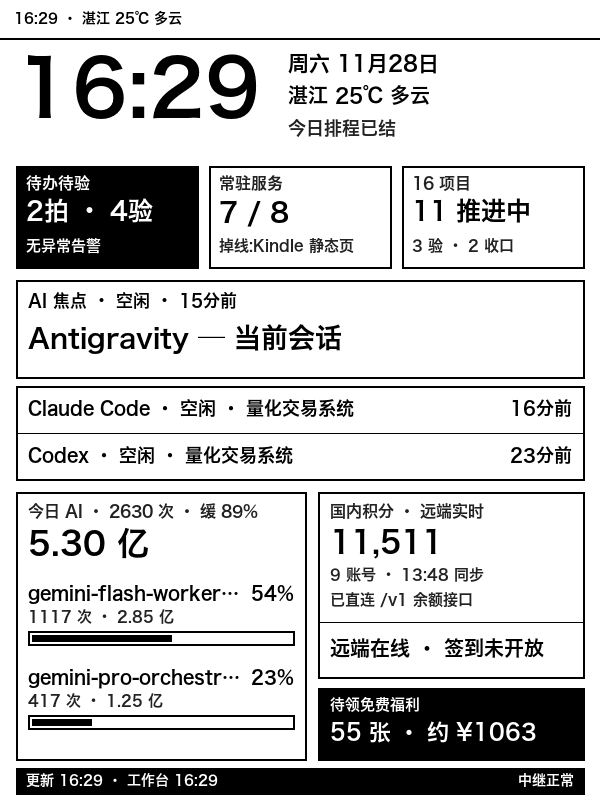 16:29 · 湛江 25℃ 多云
16:29
周六 11月28日
湛江 25℃ 多云
今日排程已结
待办待验
2拍 · 4验
无异常告警
常驻服务
7 / 8
掉线:Kindle 静态页
16 项目
11 推进中
3 验 · 2 收口
AI 焦点 · 空闲 · 15分前
Antigravity — 当前会话
Claude Code · 空闲 · 量化交易系统 16分前
Codex · 空闲 · 量化交易系统 23分前
今日 AI · 2630 次 · 缓 89%
5.30 亿
gemini-flash-worker… 54%
1117 次 · 2.85 亿
gemini-pro-orchestr… 23%
417 次 · 1.25 亿
国内积分 · 远端实时
11,511
9 账号 · 13:48 同步
已直连 /v1 余额接口
远端在线 · 签到未开放
待领免费福利
55 张 · 约 ¥1063
更新 16:29 · 工作台 16:29 中继正常